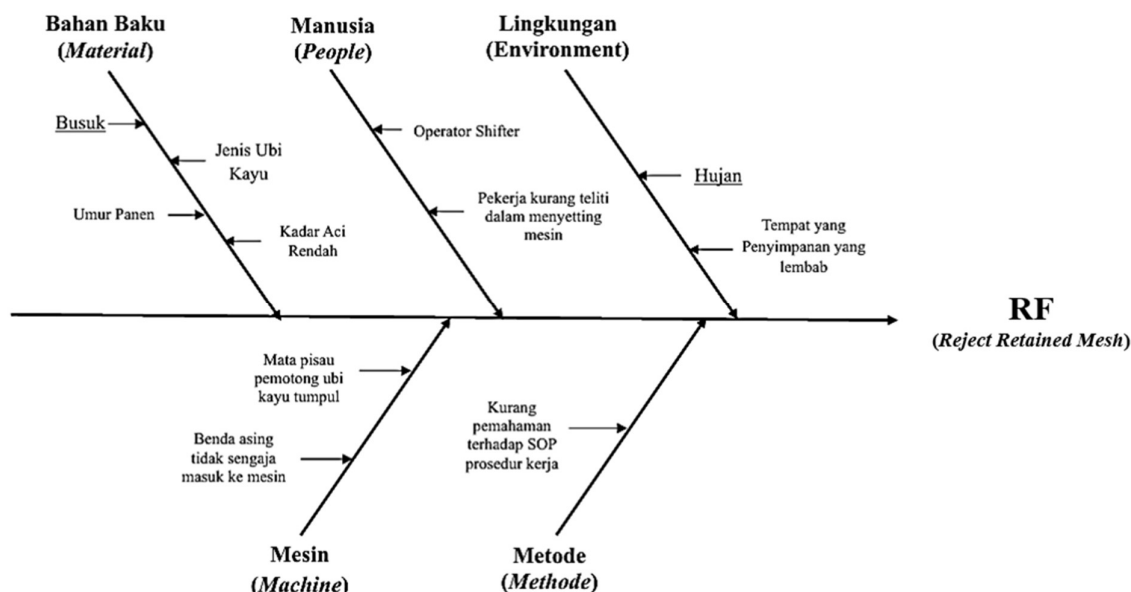 Bahan Baku
(Material)
Manusia
(People)
Lingkungan
(Environment)
Busuk
Jenis Ubi
Kayu
Umur Panen
Kadar Aci
Rendah
Operator Shifter
Pekerja kurang teliti
dalam menyetting
mesin
Hujan
Tempat yang
Penyimpanan yang
lembab
RF
(Reject Retained Mesh)
Mata pisau
pemotong ubi
kayu tumpul
Benda asing
tidak sengaja
masuk ke mesin
Kurang
pemahaman
terhadap SOP
prosedur kerja
Mesin
(Machine)
Metode
(Methode)